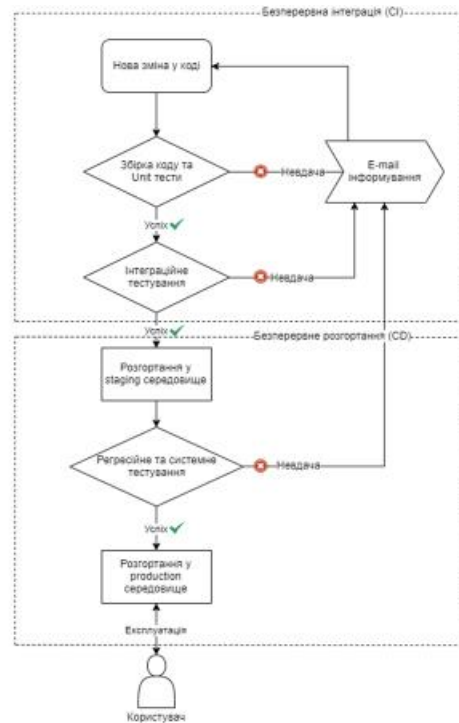 Безперервна інтеграція (CI)
Нова зміна у коді
Збірка коду та
Unit тести
Невдача
E-mail
інформування
Успіх
Інтеграційне
тестування
Невдача
Успіх
Безперервне розгортання (CD)
Розгортання у
staging середовище
Регресійне та системне
тестування
Невдача
Успіх
Розгортання у
production
середовище
Експлуатація
Користувач